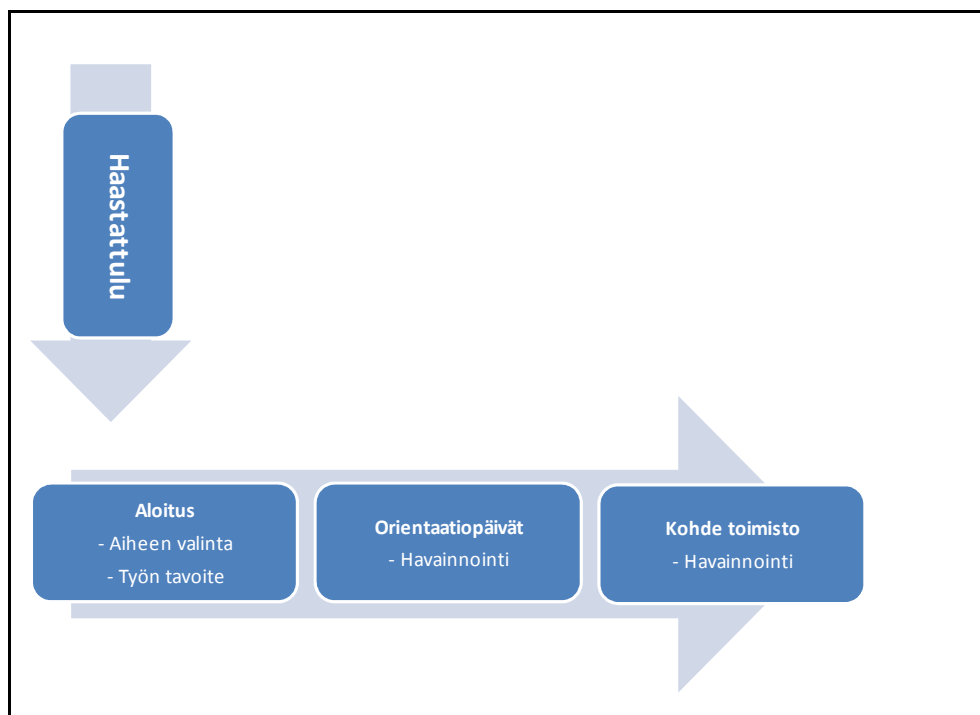 Haastattulu
Aloitus
- Aiheen valinta
- Työn tavoite
Orientaatiopäivät
- Havainnointi
Kohde toimisto
- Havainnointi